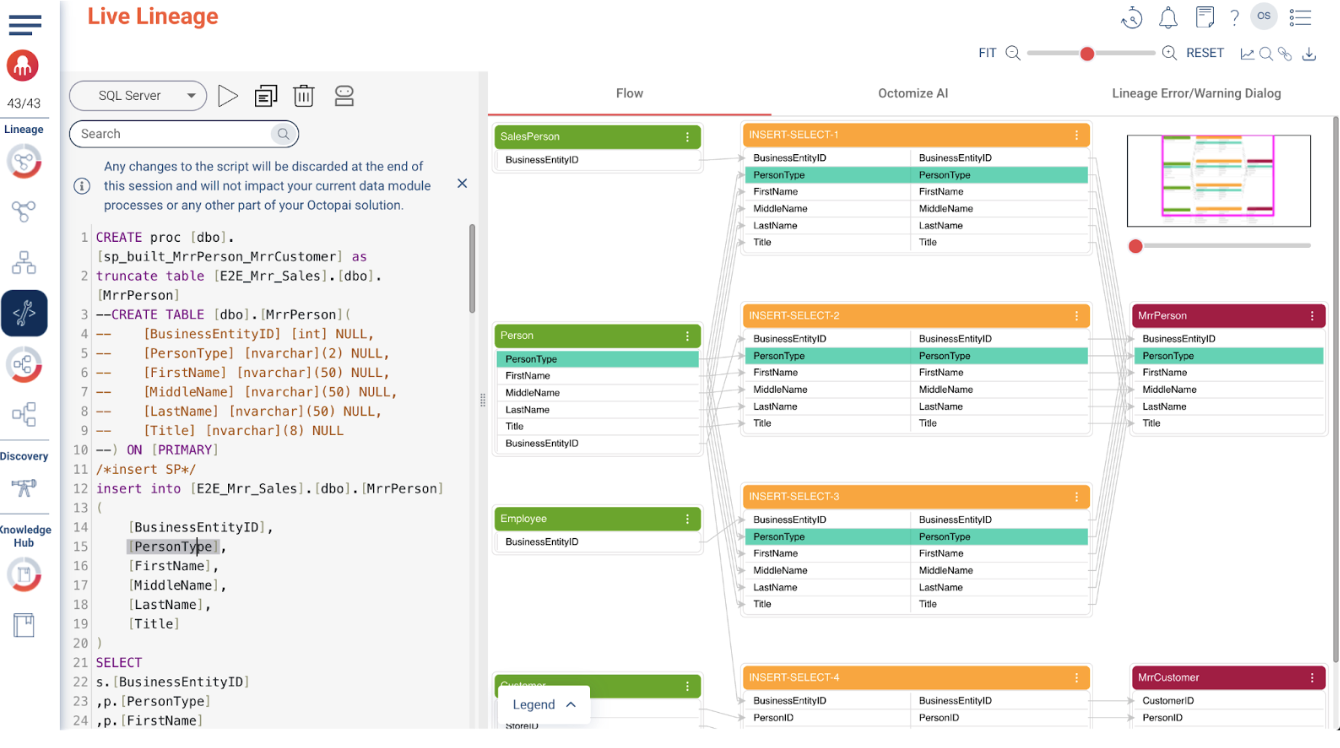 Live Lineage
OS
FIT
RESET
43/43
Lineage
Discovery
Knowledge
Hub
SQL Server
Search
Any changes to the script will be discarded at the end of
this session and will not impact your current data module
processes or any other part of your Octopai solution.
1 CREATE proc [dbo].
[sp_built_MrrPerson_MrrCustomer] as
2 truncate table [E2E_Mrr_Sales].[dbo].
[MrrPerson]
3 --CREATE TABLE [dbo].[MrrPerson](
4 -- [BusinessEntityID] [int] NULL,
5 -- [PersonType] [nvarchar](2) NULL,
6 -- [FirstName] [nvarchar](50) NULL,
7 -- [MiddleName] [nvarchar](50) NULL,
8 -- [LastName] [nvarchar](50) NULL,
9 -- [Title] [nvarchar](8) NULL
10 --) ON [PRIMARY]
11 /*insert SP*/
12 insert into [E2E_Mrr_Sales].[dbo].[MrrPerson]
13 (
14 [BusinessEntityID],
15 [PersonType],
16 [FirstName],
17 [MiddleName],
18 [LastName],
19 [Title]
20 )
21 SELECT
22 s.[BusinessEntityID]
23 ,p.[PersonType]
24 ,p.[FirstName]
Flow
Octomize AI
Lineage Error/Warning Dialog
SalesPerson
BusinessEntityID
Person
PersonType
FirstName
MiddleName
LastName
Title
BusinessEntityID
Employee
BusinessEntityID
Customer
StoreID
Legend
INSERT-SELECT-1
BusinessEntityID BusinessEntityID
PersonType PersonType
FirstName FirstName
MiddleName MiddleName
LastName LastName
Title Title
INSERT-SELECT-2
BusinessEntityID BusinessEntityID
PersonType PersonType
FirstName FirstName
MiddleName MiddleName
LastName LastName
Title Title
INSERT-SELECT-3
BusinessEntityID BusinessEntityID
PersonType PersonType
FirstName FirstName
MiddleName MiddleName
LastName LastName
Title Title
INSERT-SELECT-4
BusinessEntityID BusinessEntityID
PersonID PersonID
MrrPerson
BusinessEntityID
PersonType
FirstName
MiddleName
LastName
Title
MrrCustomer
CustomerID
PersonID